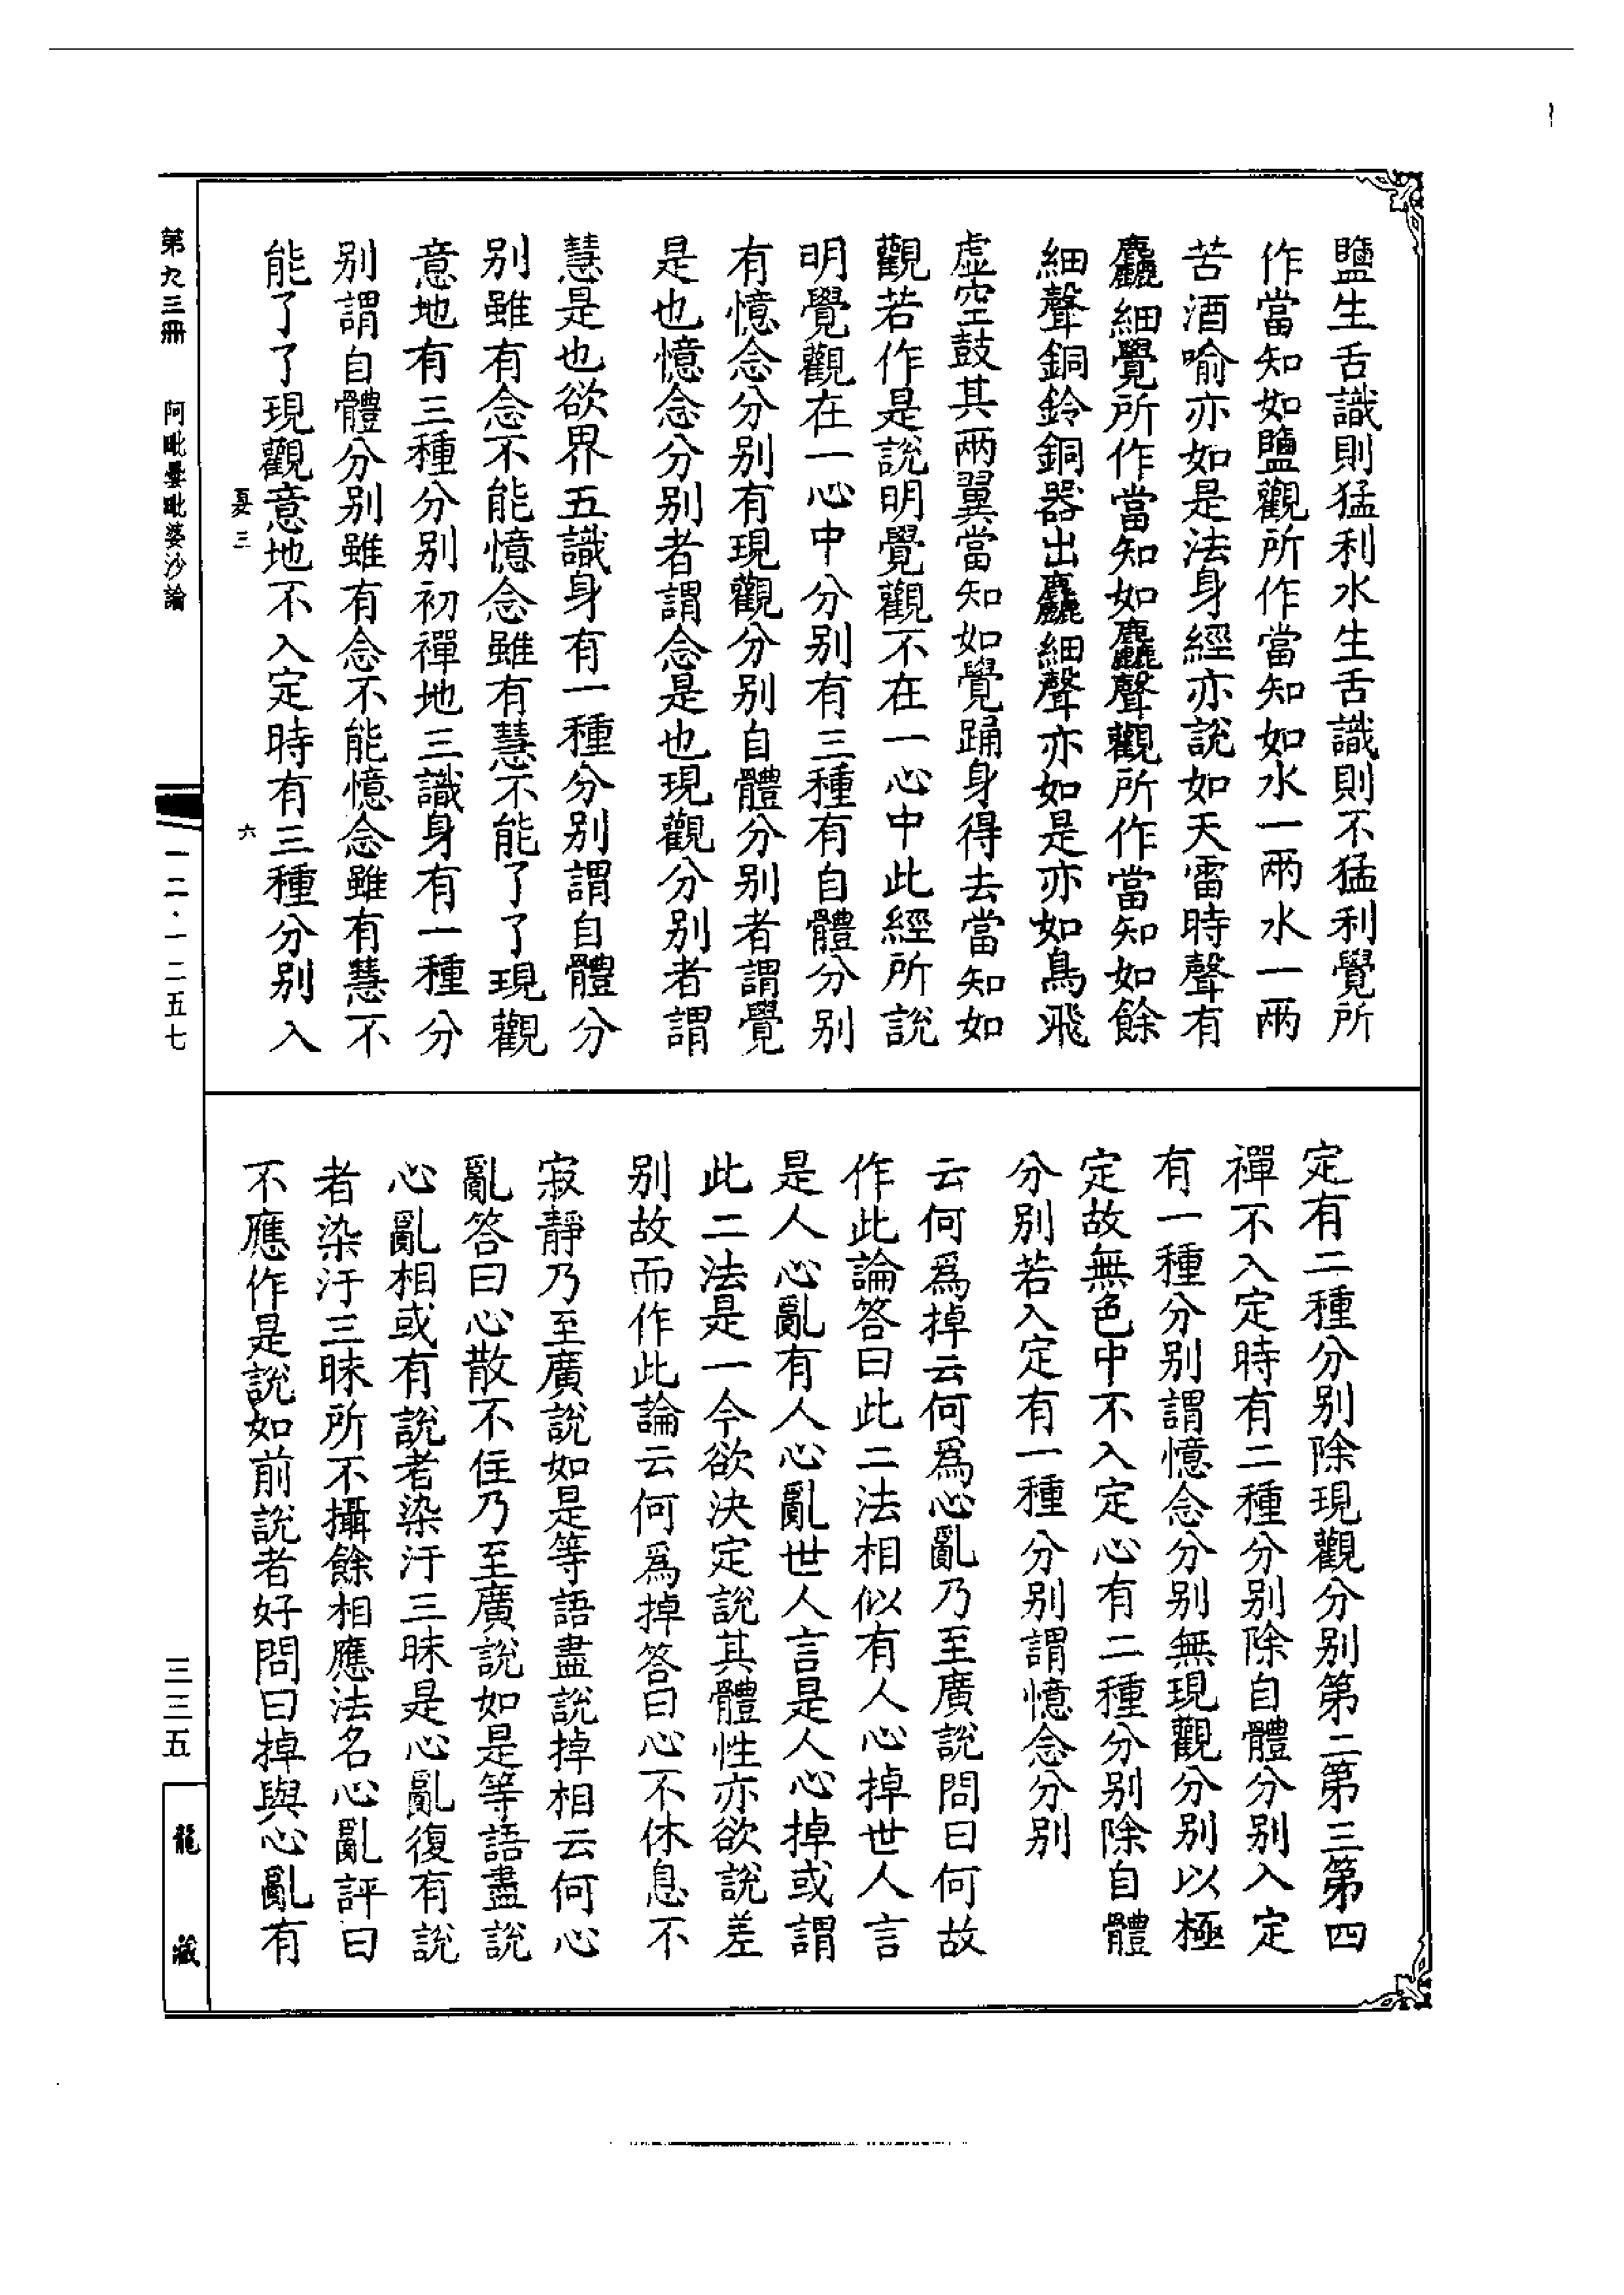 鹽生舌識則猛利水生舌識則不猛利覺所
作當知如鹽觀所作當知如水一兩水一兩
苦酒喻亦如是法身經亦說如天雷時聲有
麤細覺所作當知如麤聲觀所作當知如餘
細聲銅鈴銅器出麤細聲亦如是亦如鳥飛
虛空鼓其兩翼當知如覺踊身得去當知如
觀若作是說明覺觀不在一心中此經所說
明覺觀在一心中分別有三種有自體分別
有憶念分別有現觀分別自體分別者謂覺
是也憶念分別者謂念是也現觀分別者謂
慧是也欲界五識身有一種分別謂自體分
別雖有念不能憶念雖有慧不能了了現觀
意地有三種分別初禪地三識身有一種分
別謂自體分別雖有念不能憶念雖有慧不
能了了現觀意地不入定時有三種分別入
定有二種分別除現觀分別第二第三第四
禪不入定時有二種分別除自體分別入定
有一種分別謂憶念分別無現觀分別以極
定故無色中不入定心有二種分別除自體
分別若入定有一種分別謂憶念分別
云何爲掉云何爲心亂乃至廣說問曰何故
作此論答曰此二法相似有人心掉世人言
是人心亂有人心亂世人言是人心掉或謂
此二法是一今欲決定說其體性亦欲說差
別故而作此論云何爲掉答曰心不休息不
寂靜乃至廣說如是等語盡說掉相云何心
亂答曰心散不住乃至廣說如是等語盡說
心亂相或有說者染汙三昧是心亂復有說
者染汙三昧所不攝餘相應法名心亂評曰
不應作是說如前說者好問曰掉與心亂有
第九三冊 阿毗曇毗婆沙論
三
六
一二·一二五七
三三五
龍藏